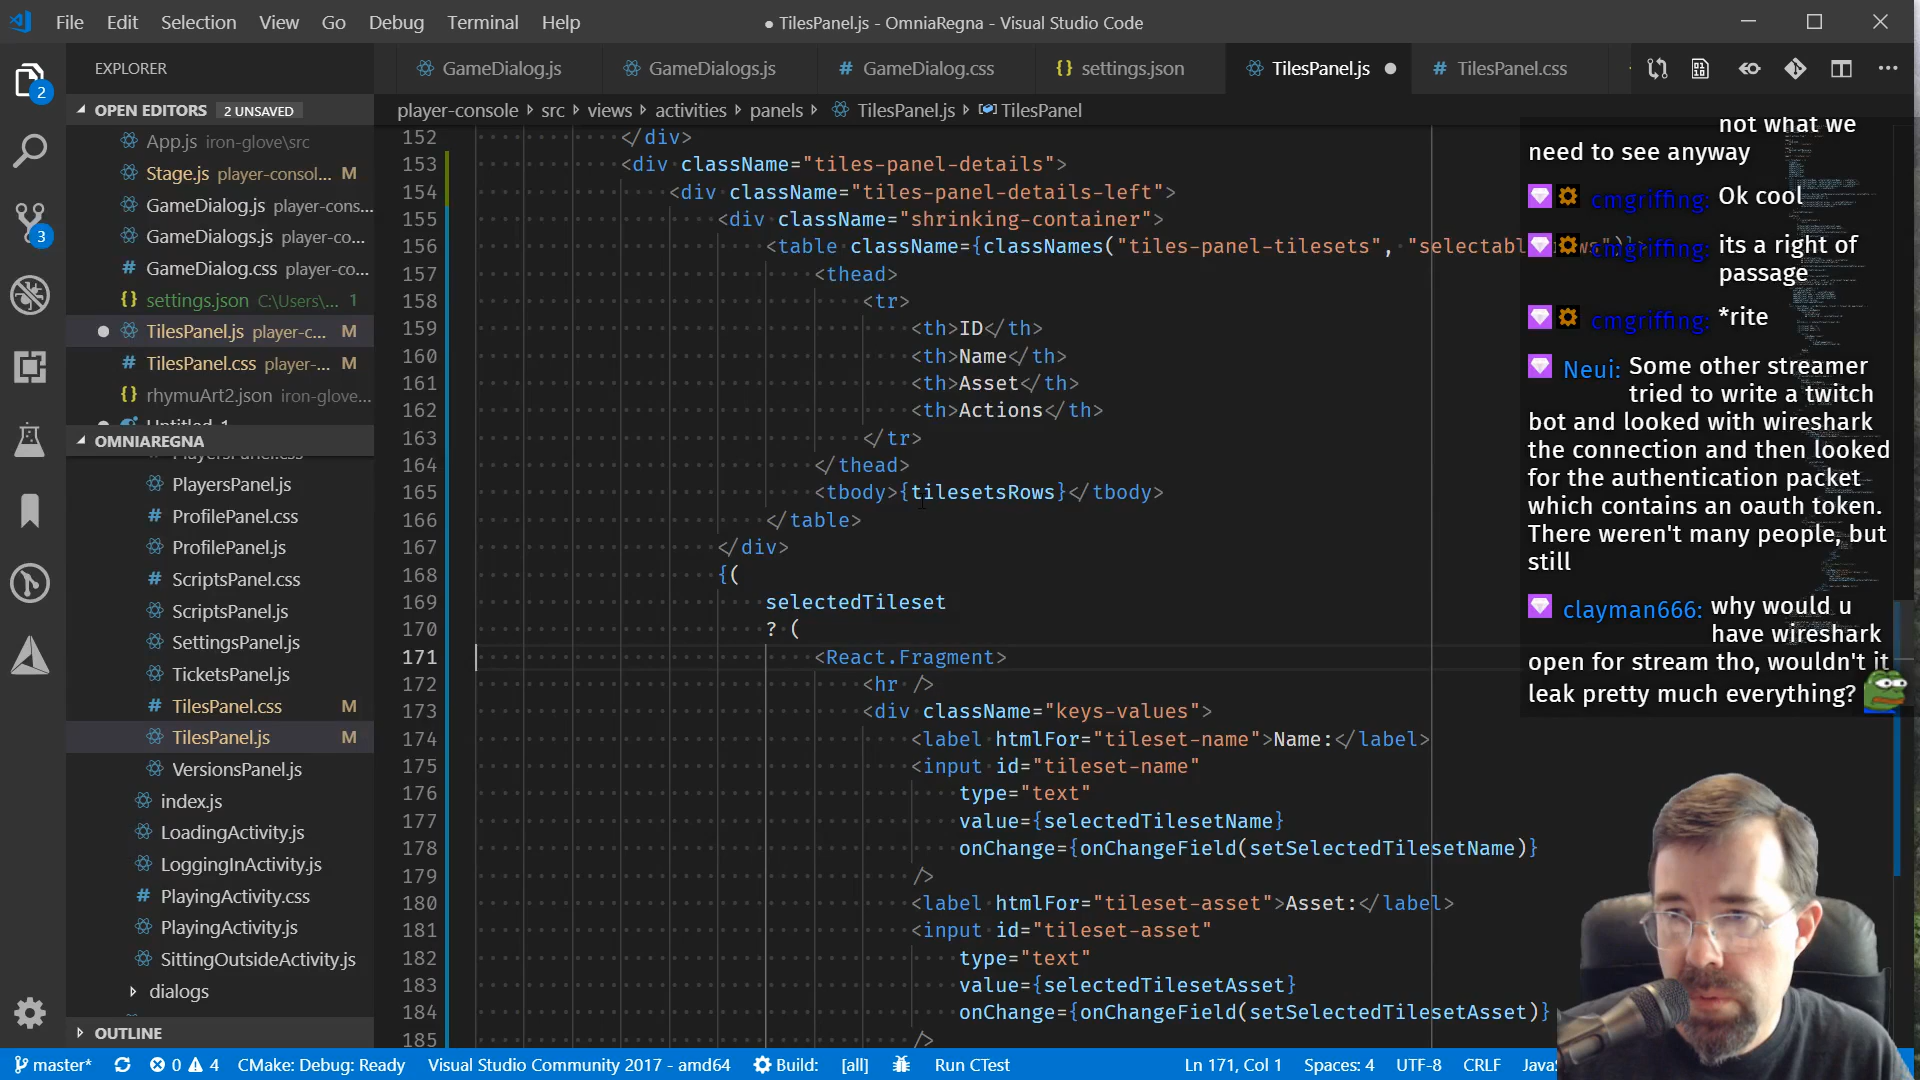 File Edit Selection View Go Debug Terminal Help
● TilesPanel.js - OmniaRegna - Visual Studio Code
EXPLORER
GameDialog.js
GameDialogs.js
# GameDialog.css
{} settings.json
TilesPanel.js ●
# TilesPanel.css
player-console > src > views > activities > panels > TilesPanel.js > TilesPanel
2
3
OPEN EDITORS 2 UNSAVED
App.js iron-glove\src
Stage.js player-consol... M
GameDialog.js player-cons...
GameDialogs.js player-co...
# GameDialog.css player-co...
{} settings.json C:\Users\... 1
● TilesPanel.js player-c... M
# TilesPanel.css player-... M
{} rhymuArt2.json iron-glove...
OMNIAREGNA
PlayersPanel.js
# ProfilePanel.css
ProfilePanel.js
# ScriptsPanel.css
ScriptsPanel.js
SettingsPanel.js
TicketsPanel.js
# TilesPanel.css M
TilesPanel.js M
VersionsPanel.js
index.js
LoadingActivity.js
LoggingInActivity.js
# PlayingActivity.css
PlayingActivity.js
SittingOutsideActivity.js
dialogs
OUTLINE
152 </div>
153 <div className="tiles-panel-details">
154 <div className="tiles-panel-details-left">
155 <div className="shrinking-container">
156 <table className={classNames("tiles-panel-tilesets", "selectabl
157 <thead>
158 <tr>
159 <th>ID</th>
160 <th>Name</th>
161 <th>Asset</th>
162 <th>Actions</th>
163 </tr>
164 </thead>
165 <tbody>{tilesetsRows}</tbody>
166 </table>
167 </div>
168 {(
169 selectedTileset
170 ? (
171 <React.Fragment>
172 <hr />
173 <div className="keys-values">
174 <label htmlFor="tileset-name">Name:</label>
175 <input id="tileset-name"
176 type="text"
177 value={selectedTilesetName}
178 onChange={onChangeField(setSelectedTilesetName)}
179 />
180 <label htmlFor="tileset-asset">Asset:</label>
181 <input id="tileset-asset"
182 type="text"
183 value={selectedTilesetAsset}
184 onChange={onChangeField(setSelectedTilesetAsset)}
185 />
not what we
need to see anyway
cmgriffing: Ok cool
cmgriffing: its a right of
passage
cmgriffing: *rite
Neui: Some other streamer
tried to write a twitch
bot and looked with wireshark
the connection and then looked
for the authentication packet
which contains an oauth token.
There weren't many people, but
still
clayman666: why would u
have wireshark
open for stream tho, wouldn't it
leak pretty much everything?
master* 0 4 CMake: Debug: Ready Visual Studio Community 2017 - amd64 Build: [all] Run CTest Ln 171, Col 1 Spaces: 4 UTF-8 CRLF